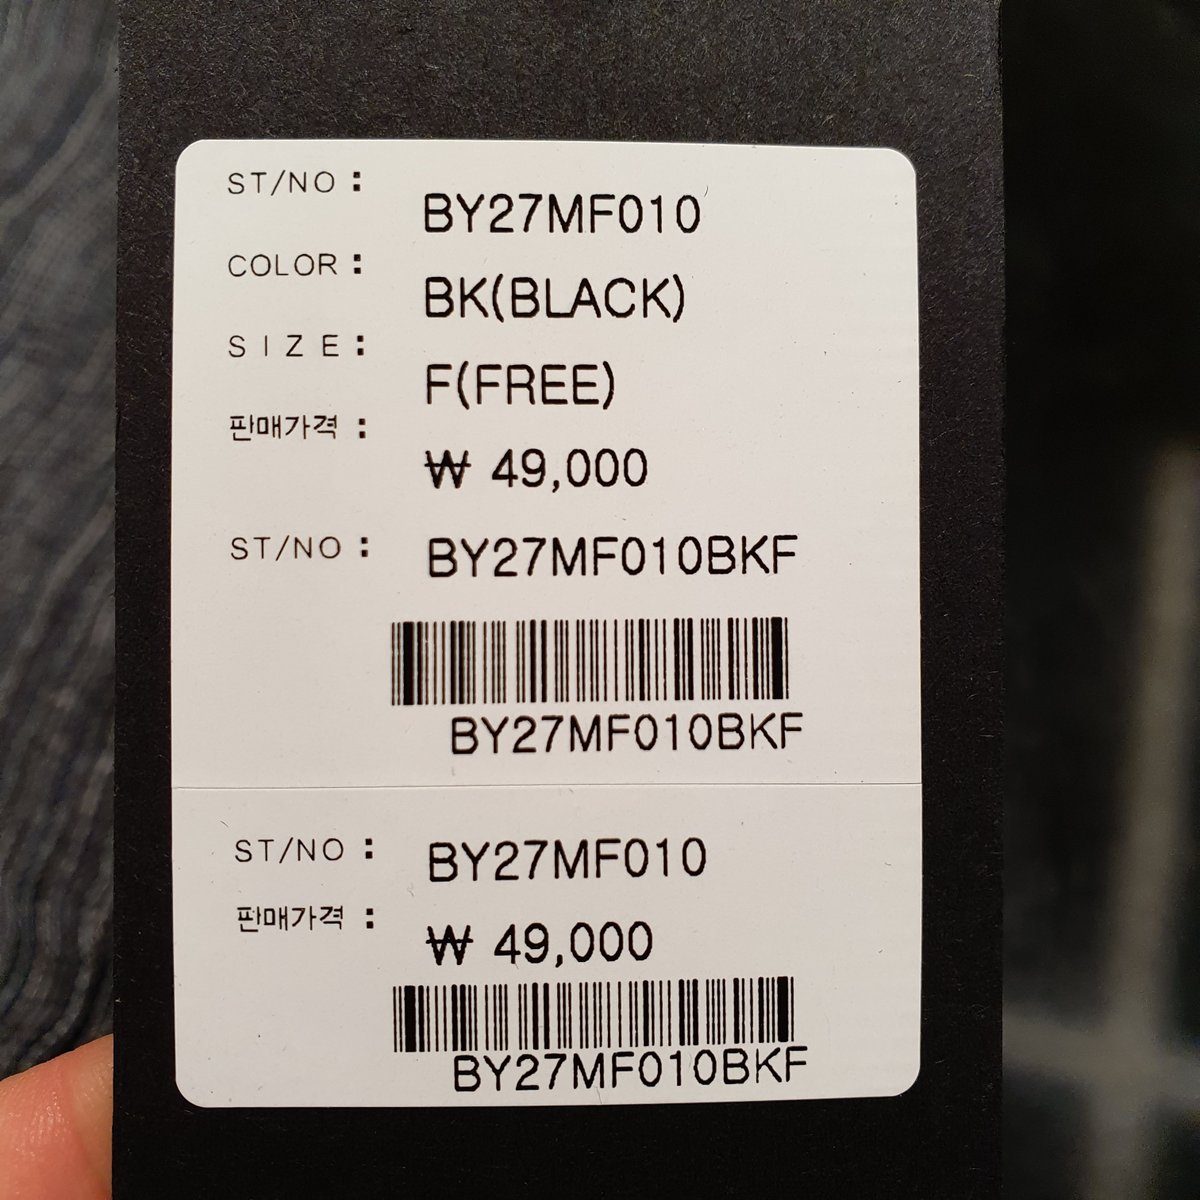 ST/NO : BY27MF010
COLOR : BK(BLACK)
SIZE : F(FREE)
판매가격 : ₩ 49,000
ST/NO : BY27MF010BKF
BY27MF010BKF
ST/NO : BY27MF010
판매가격 : ₩ 49,000
BY27MF010BKF